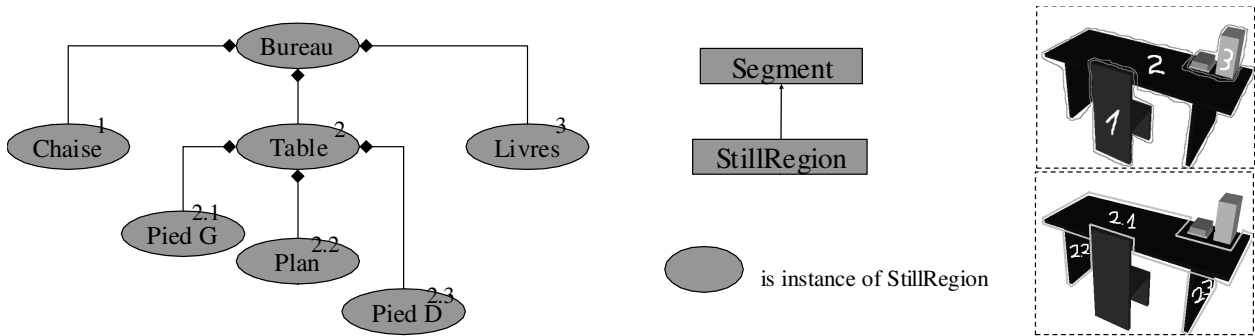 Bureau
Chaise 1
Table 2
Livres 3
Pied G 2.1
Plan 2.2
Pied D 2.3
Segment
StillRegion
is instance of StillRegion
1
2
3
2.1
2.2
2.3